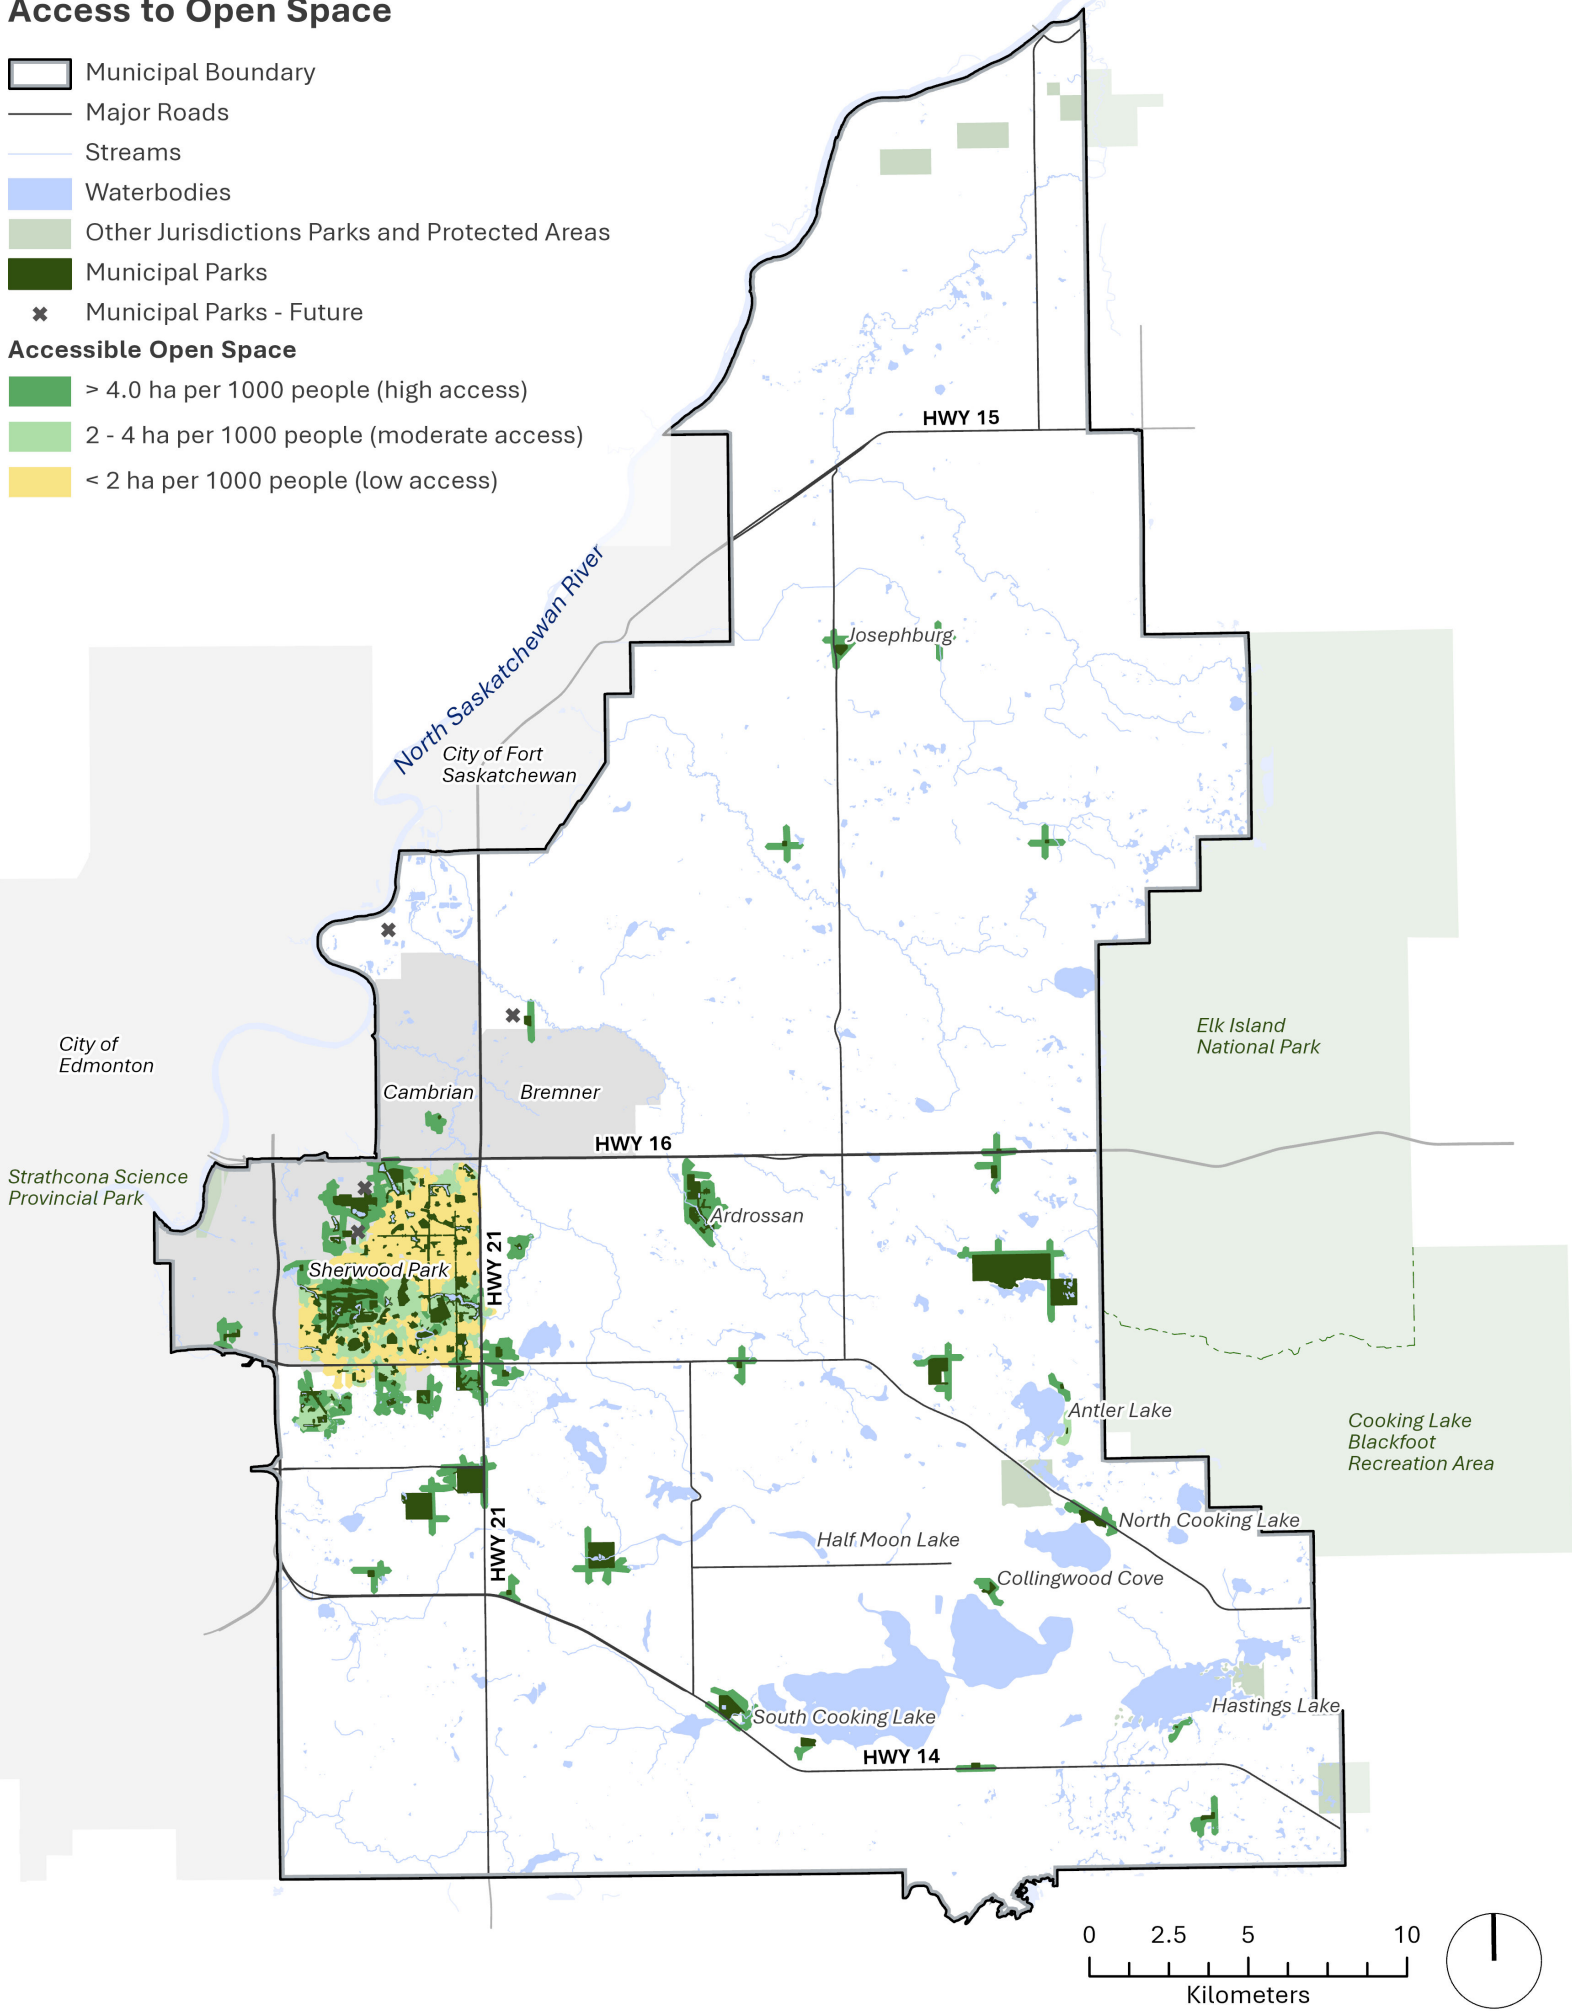 Access to Open Space
Municipal Boundary
Major Roads
Streams
Waterbodies
Other Jurisdictions Parks and Protected Areas
Municipal Parks
Municipal Parks - Future
Accessible Open Space
> 4.0 ha per 1000 people (high access)
2 - 4 ha per 1000 people (moderate access)
< 2 ha per 1000 people (low access)
HWY 15
North Saskatchewan River
Josephburg
City of Fort
Saskatchewan
City of
Edmonton
Elk Island
National Park
Cambrian
Bremner
HWY 16
Strathcona Science
Provincial Park
Ardrossan
HWY 21
Sherwood Park
Antler Lake
Cooking Lake
Blackfoot
Recreation Area
HWY 21
North Cooking Lake
Half Moon Lake
Collingwood Cove
Hastings Lake
South Cooking Lake
HWY 14
0 2.5 5 10
Kilometers